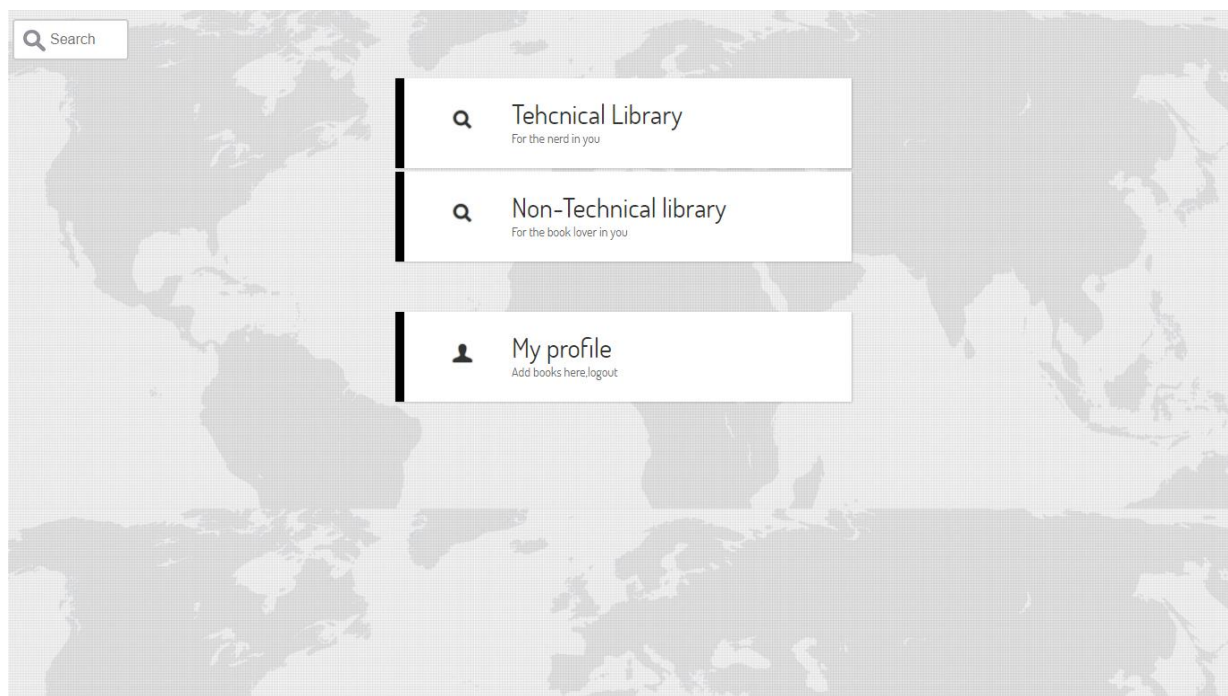 Search
Tehcnical Library
For the nerd in you
Non-Technical library
For the book lover in you
My profile
Add books here,logout